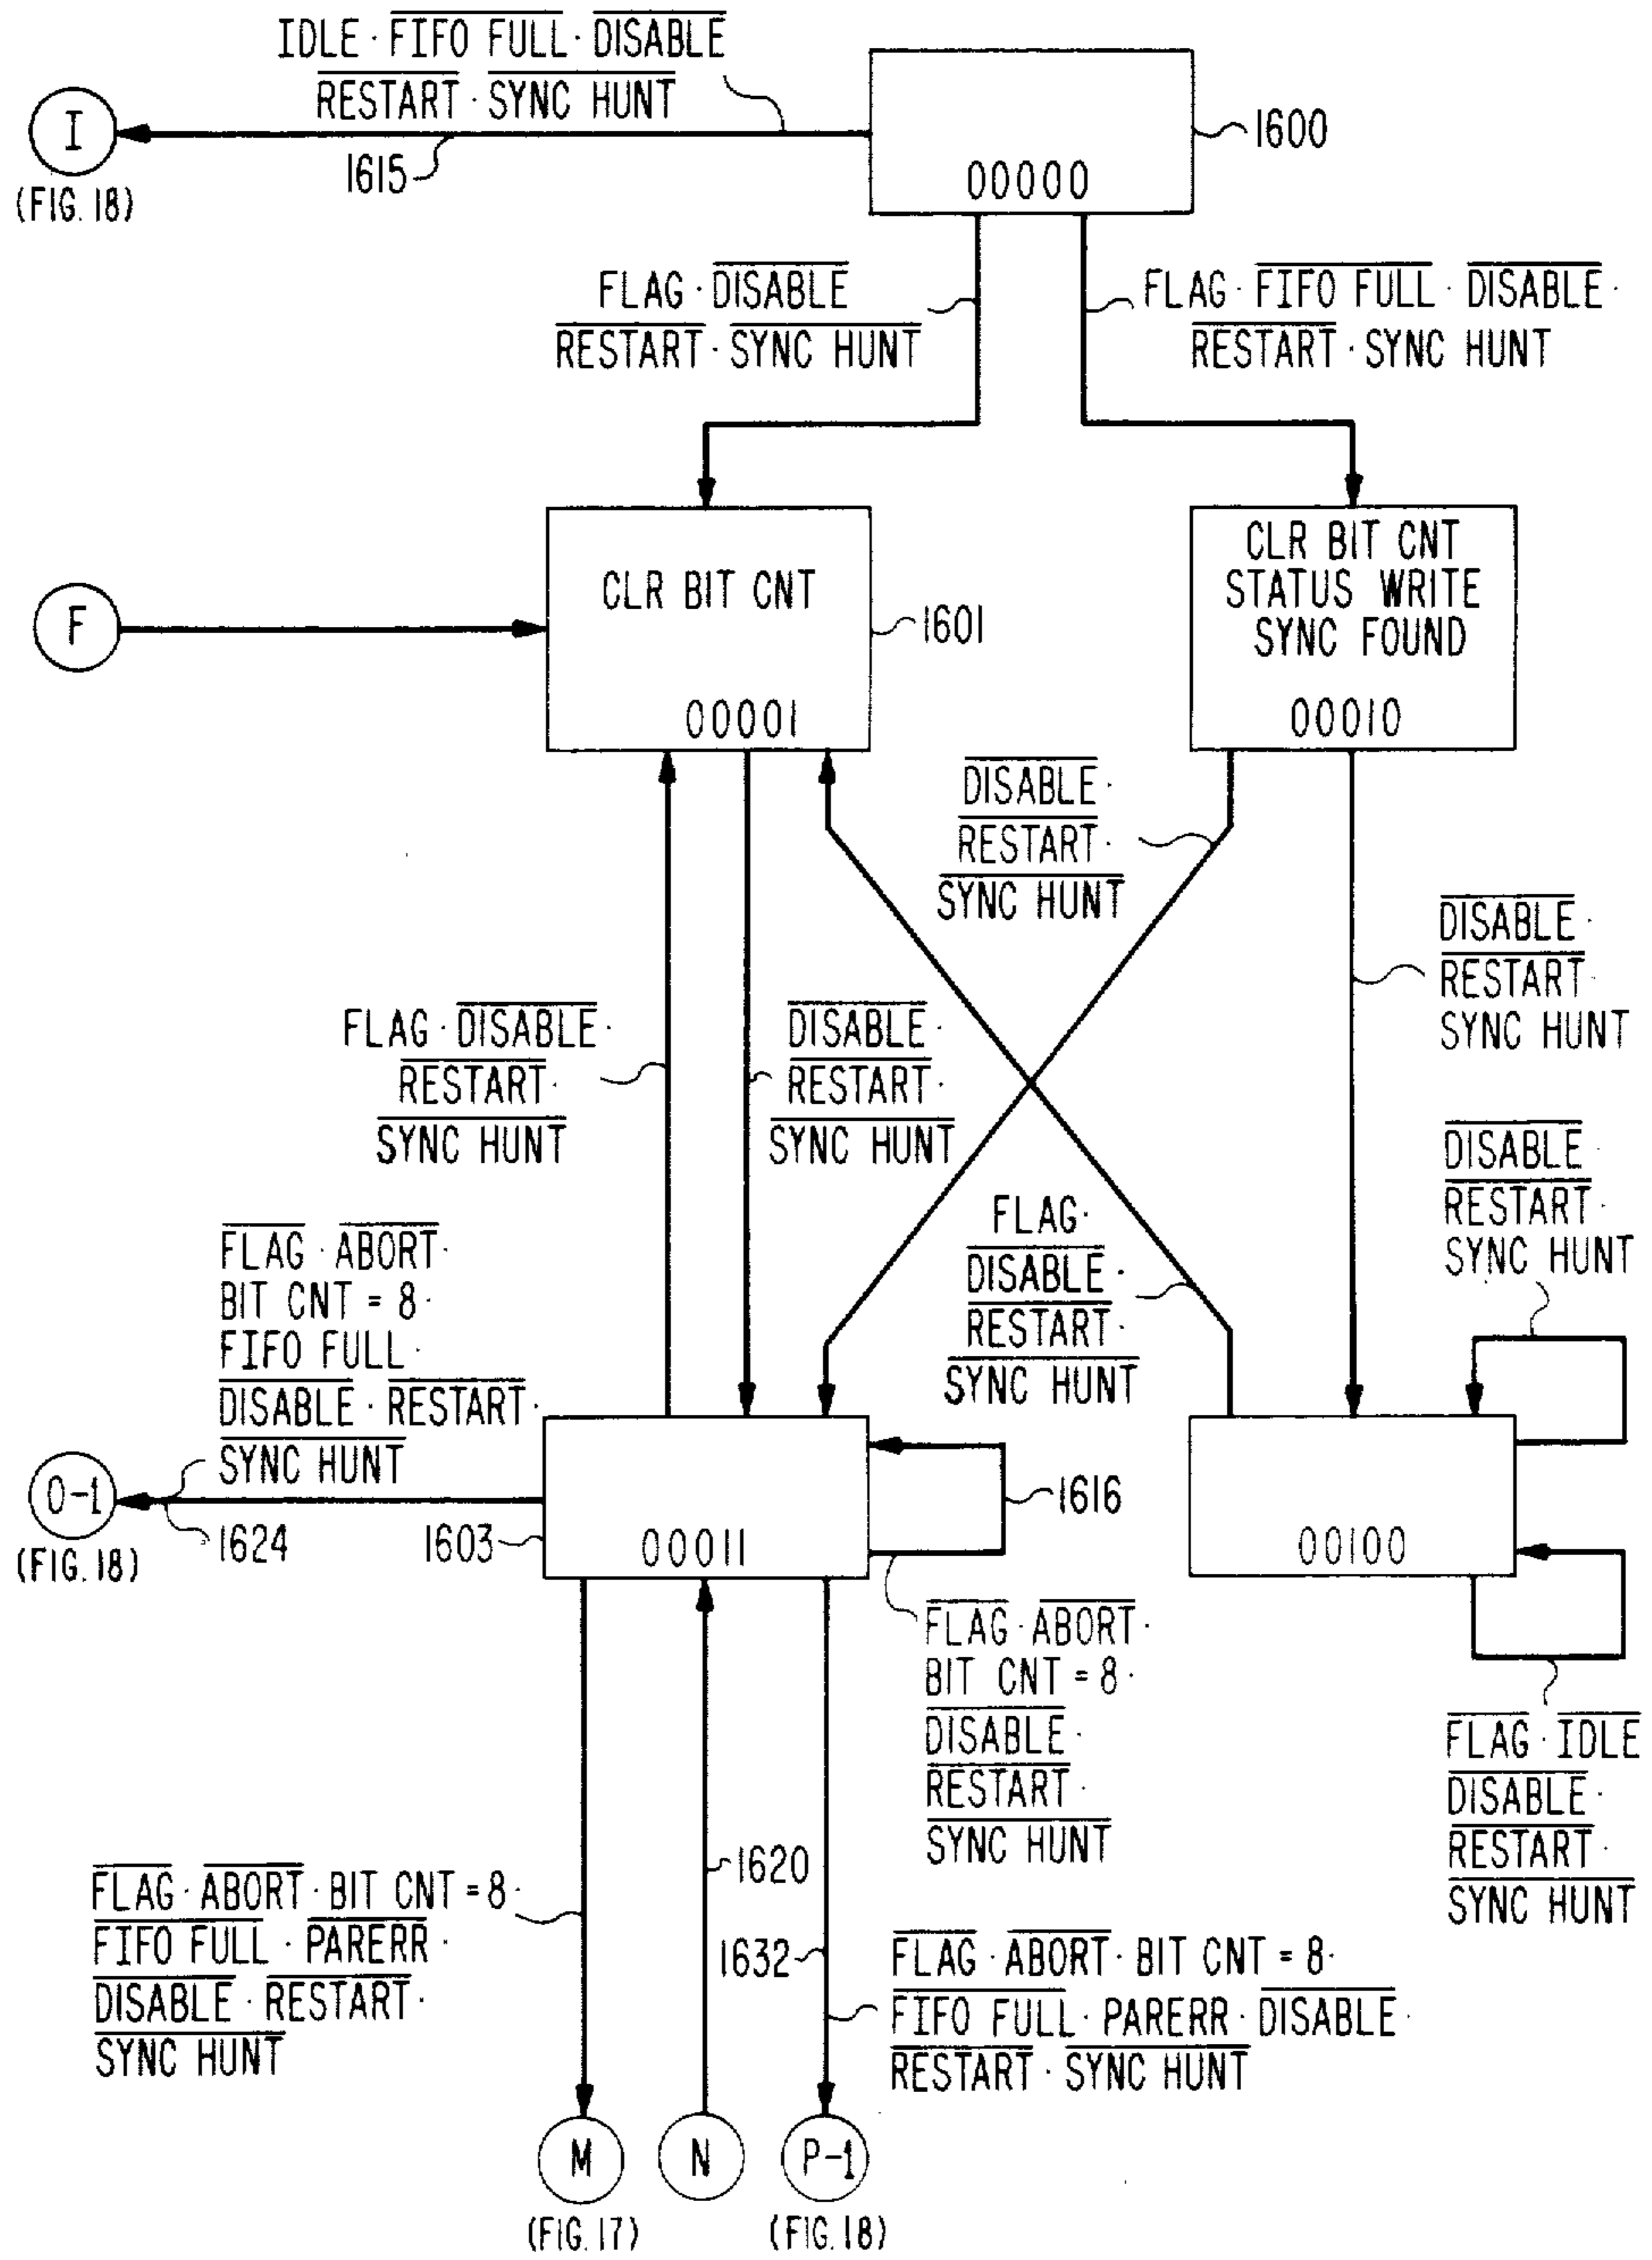 IDLE · FIFO FULL · DISABLE
RESTART · SYNC HUNT
I
(FIG. 18)
1615
00000
1600
FLAG · DISABLE
RESTART · SYNC HUNT
FLAG · FIFO FULL · DISABLE ·
RESTART · SYNC HUNT
F
CLR BIT CNT
00001
1601
CLR BIT CNT
STATUS WRITE
SYNC FOUND
00010
DISABLE ·
RESTART ·
SYNC HUNT
DISABLE ·
RESTART ·
SYNC HUNT
FLAG · DISABLE ·
RESTART ·
SYNC HUNT
DISABLE ·
RESTART ·
SYNC HUNT
DISABLE ·
RESTART ·
SYNC HUNT
FLAG ·
DISABLE ·
RESTART ·
SYNC HUNT
FLAG · ABORT ·
BIT CNT = 8 ·
FIFO FULL ·
DISABLE · RESTART ·
SYNC HUNT
O-1
(FIG. 18)
1624
1603
00011
1616
00100
FLAG · ABORT ·
BIT CNT = 8 ·
DISABLE ·
RESTART ·
SYNC HUNT
FLAG · IDLE
DISABLE ·
RESTART ·
SYNC HUNT
FLAG · ABORT · BIT CNT = 8 ·
FIFO FULL · PARERR ·
DISABLE · RESTART ·
SYNC HUNT
1620
1632
FLAG · ABORT · BIT CNT = 8 ·
FIFO FULL · PARERR · DISABLE ·
RESTART · SYNC HUNT
M
N
P-1
(FIG. 17)
(FIG. 18)